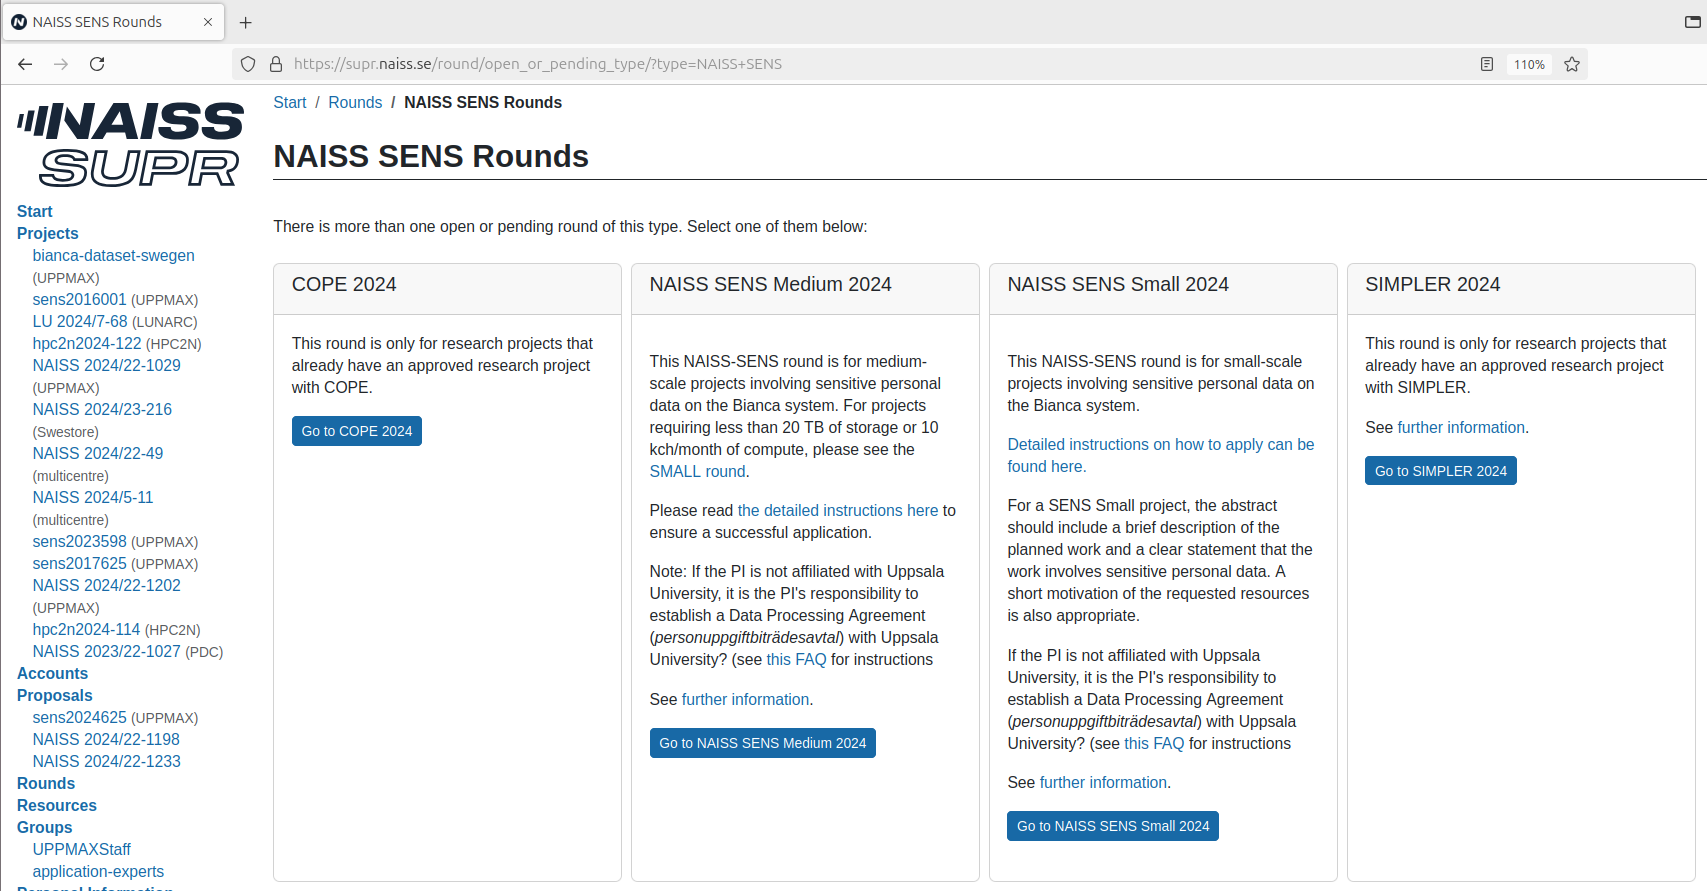 NAISS SENS Rounds
https://supr.naiss.se/round/open_or_pending_type/?type=NAISS+SENS
110%
NAISS
SUPR
Start
Projects
bianca-dataset-swegen
(UPPMAX)
sens2016001 (UPPMAX)
LU 2024/7-68 (LUNARC)
hpc2n2024-122 (HPC2N)
NAISS 2024/22-1029
(UPPMAX)
NAISS 2024/23-216
(Swestore)
NAISS 2024/22-49
(multicentre)
NAISS 2024/5-11
(multicentre)
sens2023598 (UPPMAX)
sens2017625 (UPPMAX)
NAISS 2024/22-1202
(UPPMAX)
hpc2n2024-114 (HPC2N)
NAISS 2023/22-1027 (PDC)
Accounts
Proposals
sens2024625 (UPPMAX)
NAISS 2024/22-1198
NAISS 2024/22-1233
Rounds
Resources
Groups
UPPMAXStaff
application-experts
Personal Information
Start / Rounds / NAISS SENS Rounds
NAISS SENS Rounds
There is more than one open or pending round of this type. Select one of them below:
COPE 2024
This round is only for research projects that
already have an approved research project
with COPE.
Go to COPE 2024
NAISS SENS Medium 2024
This NAISS-SENS round is for medium-
scale projects involving sensitive personal
data on the Bianca system. For projects
requiring less than 20 TB of storage or 10
kch/month of compute, please see the
SMALL round.
Please read the detailed instructions here to
ensure a successful application.
Note: If the PI is not affiliated with Uppsala
University, it is the PI's responsibility to
establish a Data Processing Agreement
(personuppgiftbiträdesavtal) with Uppsala
University? (see this FAQ for instructions
See further information.
Go to NAISS SENS Medium 2024
NAISS SENS Small 2024
This NAISS-SENS round is for small-scale
projects involving sensitive personal data on
the Bianca system.
Detailed instructions on how to apply can be
found here.
For a SENS Small project, the abstract
should include a brief description of the
planned work and a clear statement that the
work involves sensitive personal data. A
short motivation of the requested resources
is also appropriate.
If the PI is not affiliated with Uppsala
University, it is the PI's responsibility to
establish a Data Processing Agreement
(personuppgiftbiträdesavtal) with Uppsala
University? (see this FAQ for instructions
See further information.
Go to NAISS SENS Small 2024
SIMPLER 2024
This round is only for research projects that
already have an approved research project
with SIMPLER.
See further information.
Go to SIMPLER 2024